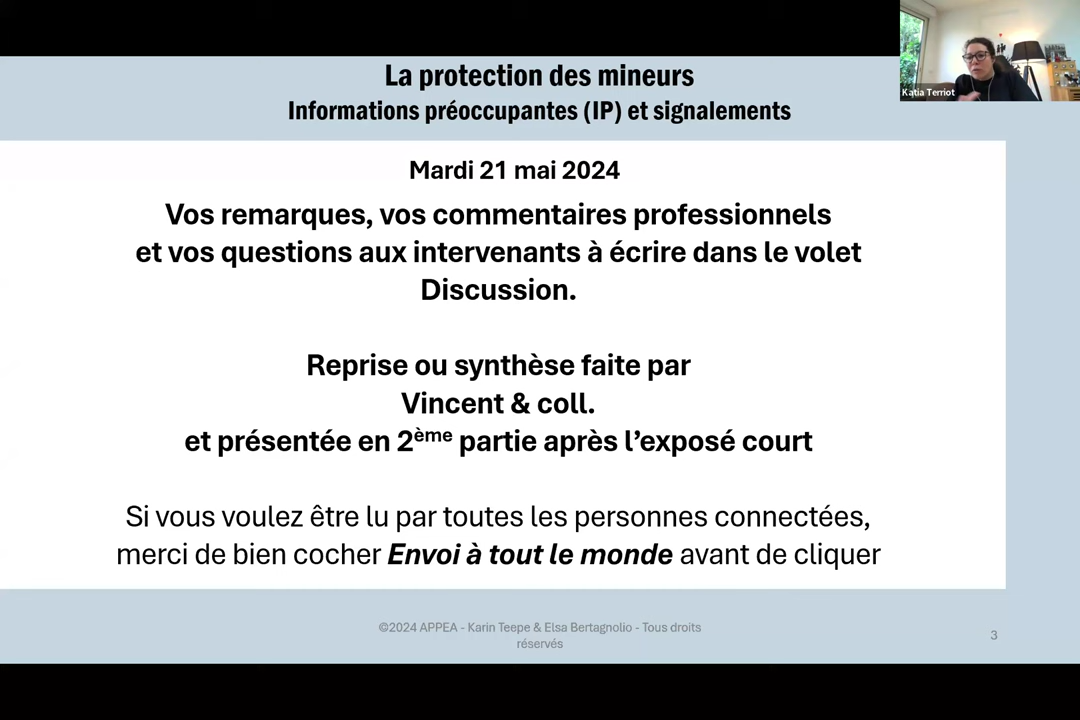 La protection des mineurs
Informations préoccupantes (IP) et signalements
Katia Terriot
Mardi 21 mai 2024
Vos remarques, vos commentaires professionnels
et vos questions aux intervenants à écrire dans le volet
Discussion.
Reprise ou synthèse faite par
Vincent & coll.
et présentée en 2ème partie après l’exposé court
Si vous voulez être lu par toutes les personnes connectées,
merci de bien cocher Envoi à tout le monde avant de cliquer
©2024 APPEA - Karin Teepe & Elsa Bertagnolio - Tous droits
réservés
3